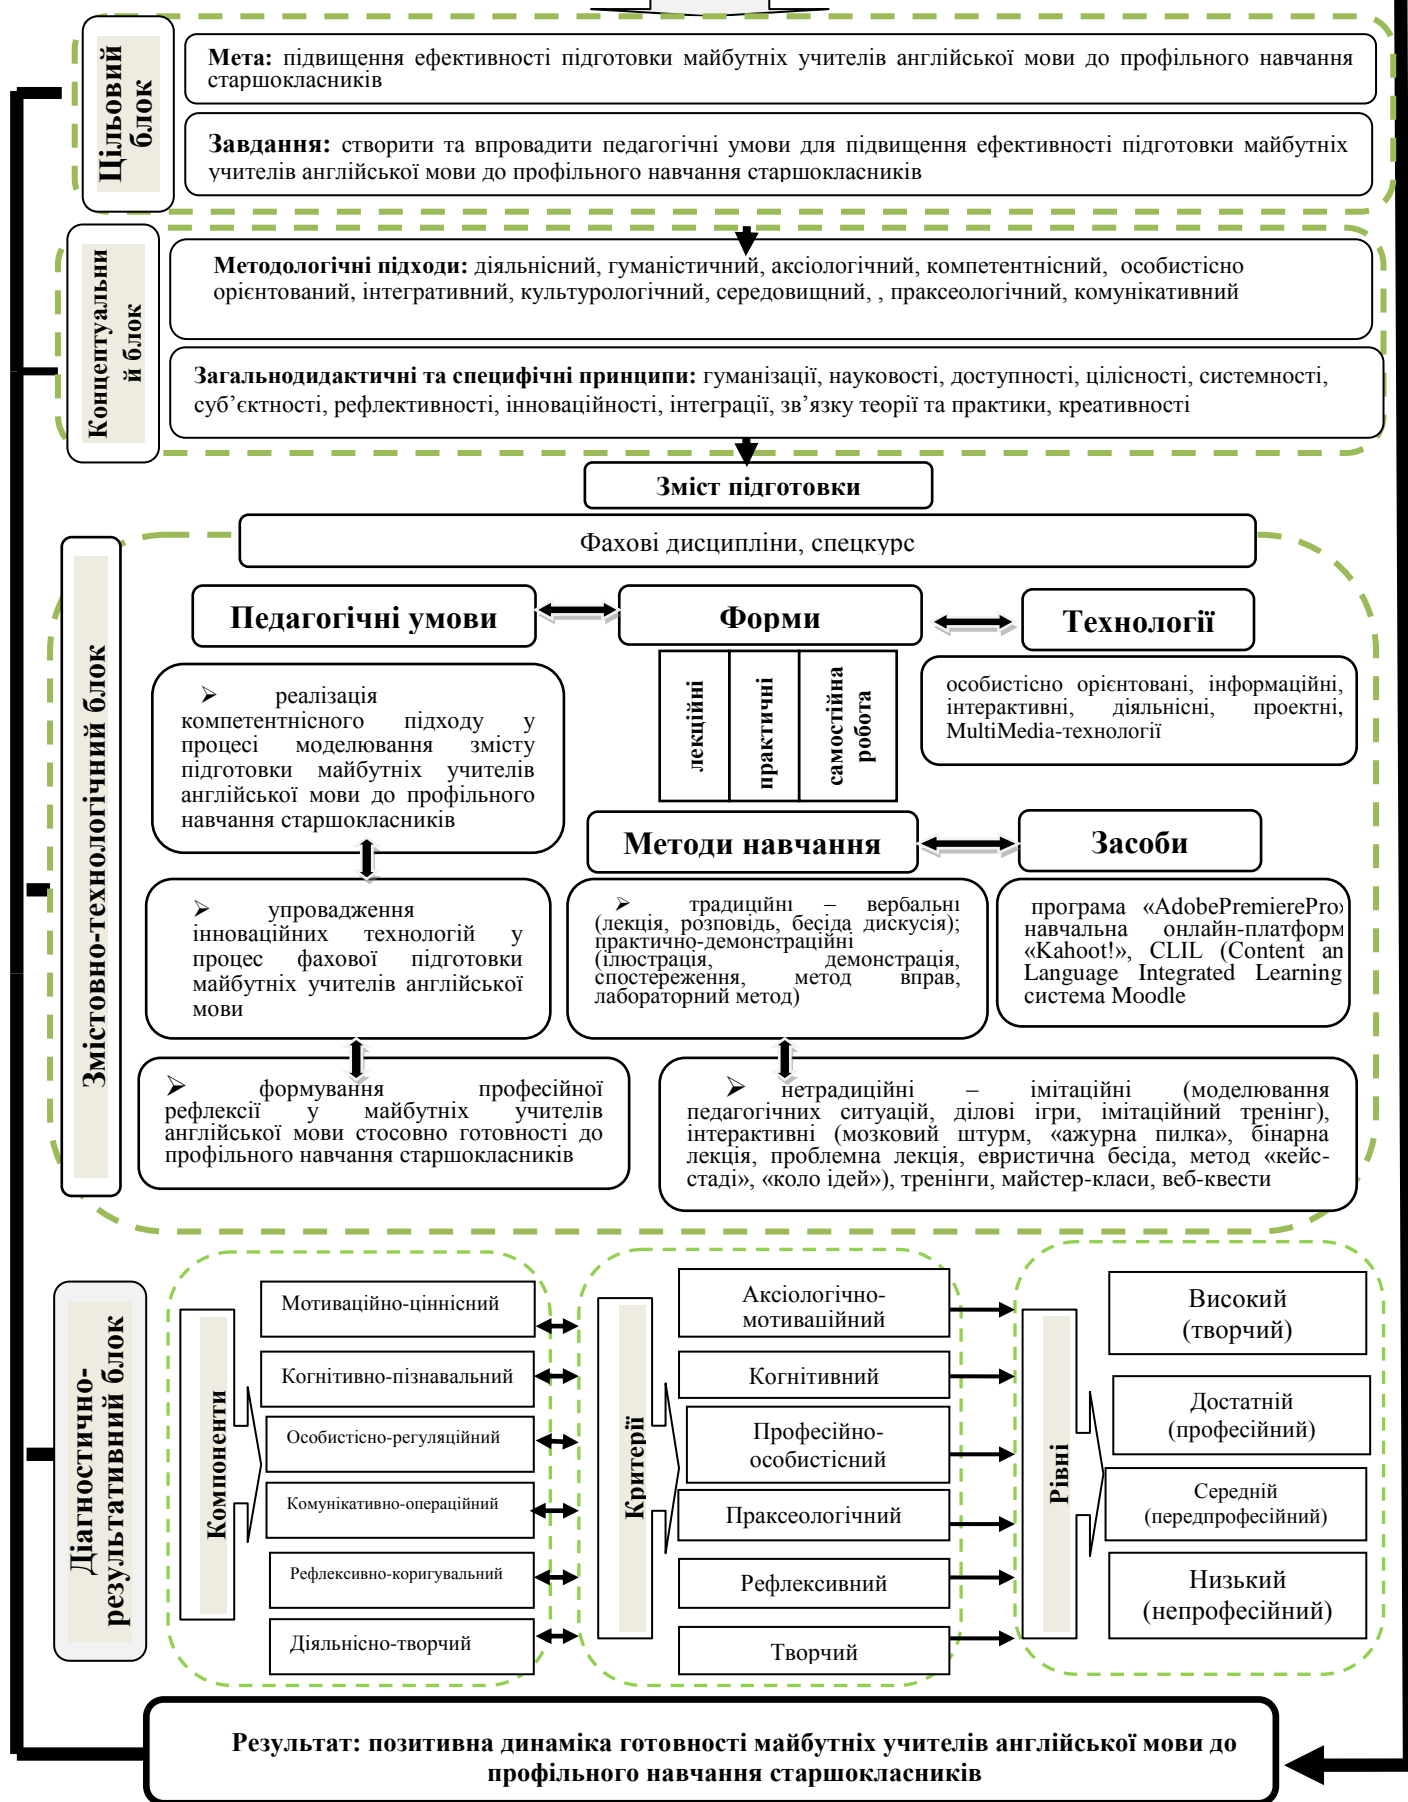 Цільовий
блок
Мета: підвищення ефективності підготовки майбутніх учителів англійської мови до профільного навчання
старшокласників
Завдання: створити та впровадити педагогічні умови для підвищення ефективності підготовки майбутніх
учителів англійської мови до профільного навчання старшокласників
Концептуальни
й блок
Методологічні підходи: діяльнісний, гуманістичний, аксіологічний, компетентнісний, особистісно
орієнтований, інтегративний, культурологічний, середовищний, , праксеологічний, комунікативний
Загальнодидактичні та специфічні принципи: гуманізації, науковості, доступності, цілісності, системності,
суб’єктності, рефлективності, інноваційності, інтеграції, зв’язку теорії та практики, креативності
Зміст підготовки
Фахові дисципліни, спецкурс
Змістовно-технологічний блок
Педагогічні умови
Форми
Технології
➢ реалізація
компетентнісного підходу у
процесі моделювання змісту
підготовки майбутніх учителів
англійської мови до профільного
навчання старшокласників
лекційні
практичні
самостійна
робота
особистісно орієнтовані, інформаційні,
інтерактивні, діяльнісні, проектні,
MultiMedia-технології
Методи навчання
Засоби
➢ упровадження
інноваційних технологій у
процес фахової підготовки
майбутніх учителів англійської
мови
➢ традиційні – вербальні
(лекція, розповідь, бесіда дискусія);
практично-демонстраційні
(ілюстрація, демонстрація,
спостереження, метод вправ,
лабораторний метод)
програма «AdobePremierePro»
навчальна онлайн-платформ
«Kahoot!», CLIL (Content an
Language Integrated Learning
система Moodle
➢ формування професійної
рефлексії у майбутніх учителів
англійської мови стосовно готовності до
профільного навчання старшокласників
➢ нетрадиційні – імітаційні (моделювання
педагогічних ситуацій, ділові ігри, імітаційний тренінг),
інтерактивні (мозковий штурм, «ажурна пилка», бінарна
лекція, проблемна лекція, евристична бесіда, метод «кейс-
стаді», «коло ідей»), тренінги, майстер-класи, веб-квести
Діагностично-
результативний блок
Компоненти
Мотиваційно-ціннісний
Когнітивно-пізнавальний
Особистісно-регуляційний
Комунікативно-операційний
Рефлексивно-коригувальний
Діяльнісно-творчий
Критерії
Аксіологічно-
мотиваційний
Когнітивний
Професійно-
особистісний
Праксеологічний
Рефлексивний
Творчий
Рівні
Високий
(творчий)
Достатній
(професійний)
Середній
(передпрофесійний)
Низький
(непрофесійний)
Результат: позитивна динаміка готовності майбутніх учителів англійської мови до
профільного навчання старшокласників